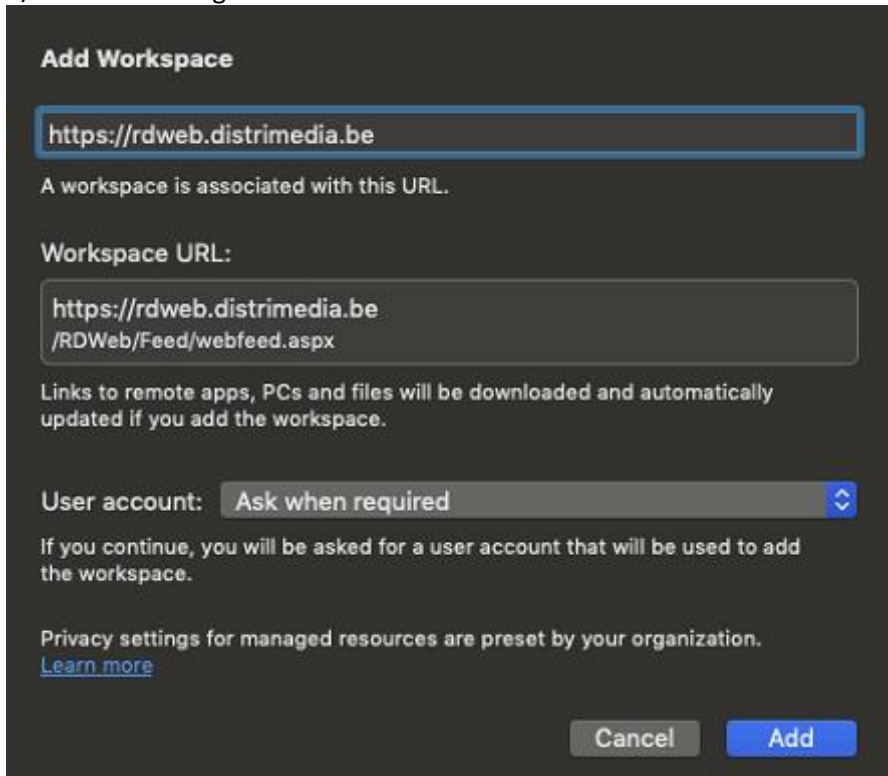 Add Workspace
https://rdweb.distrimedia.be
A workspace is associated with this URL.
Workspace URL:
https://rdweb.distrimedia.be
/RDWeb/Feed/webfeed.aspx
Links to remote apps, PCs and files will be downloaded and automatically
updated if you add the workspace.
User account: Ask when required
If you continue, you will be asked for a user account that will be used to add
the workspace.
Privacy settings for managed resources are preset by your organization.
Learn more
Cancel Add